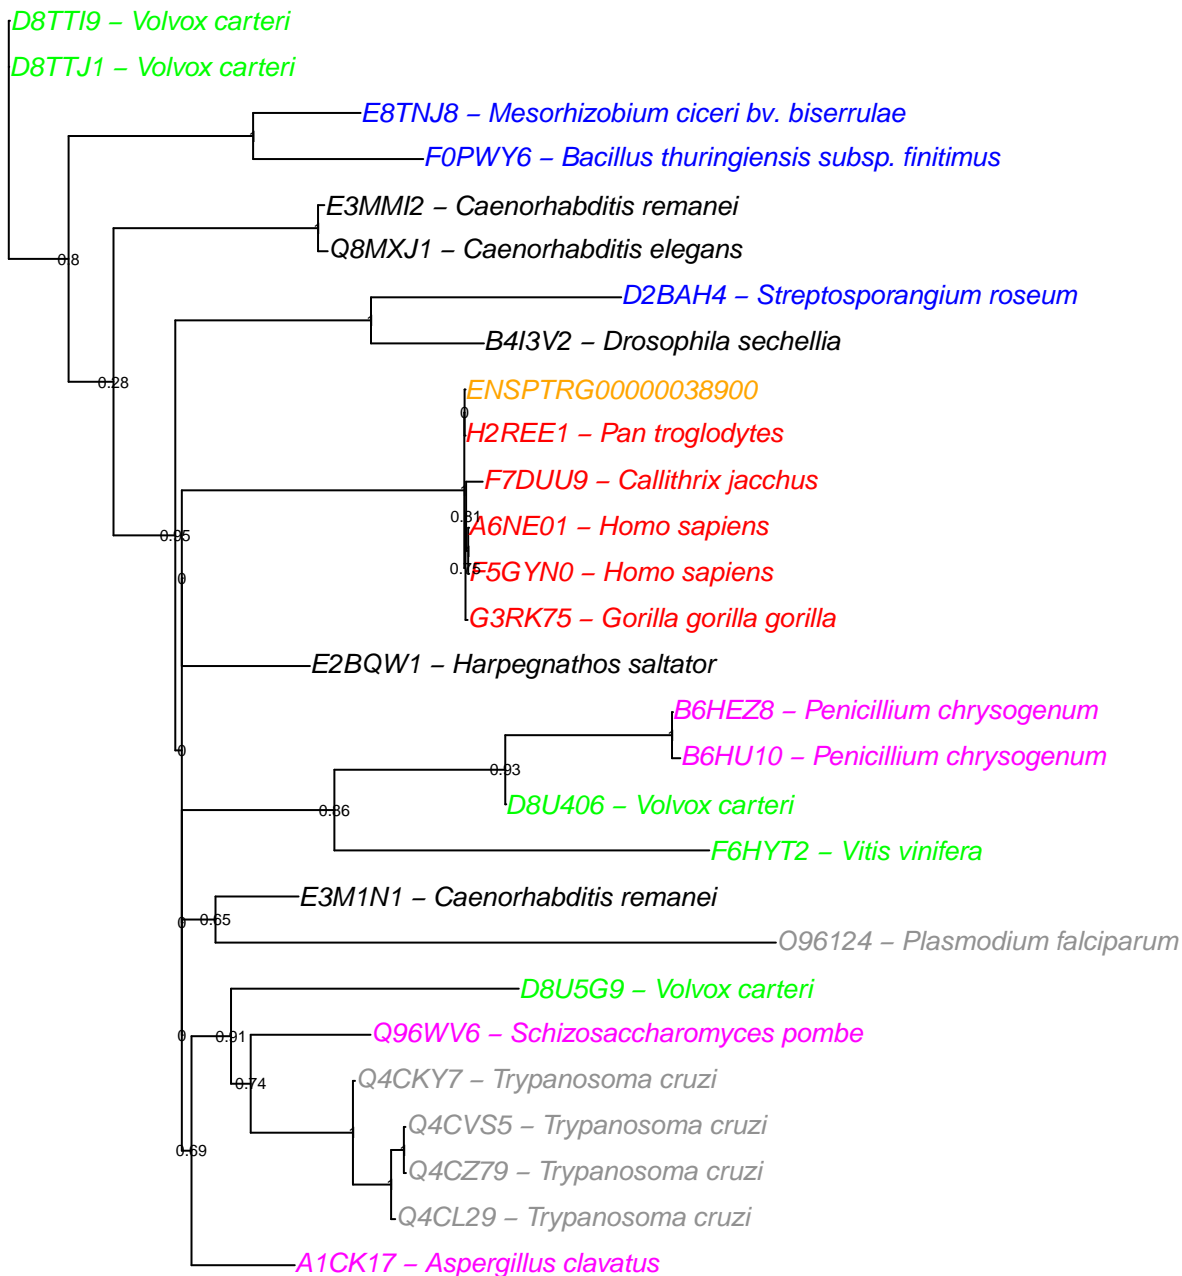 D8TTI9 – Volvox carteri
D8TTJ1 – Volvox carteri
E8TNJ8 – Mesorhizobium ciceri bv. biserrulae
F0PWY6 – Bacillus thuringiensis subsp. finitimus
E3MMI2 – Caenorhabditis remanei
Q8MXJ1 – Caenorhabditis elegans
0.8
D2BAH4 – Streptosporangium roseum
B4I3V2 – Drosophila sechellia
0.28
ENSPTRG00000038900
0
H2REE1 – Pan troglodytes
F7DUU9 – Callithrix jacchus
0.81
A6NE01 – Homo sapiens
0.95
0.75
F5GYN0 – Homo sapiens
0
G3RK75 – Gorilla gorilla gorilla
E2BQW1 – Harpegnathos saltator
B6HEZ8 – Penicillium chrysogenum
0
B6HU10 – Penicillium chrysogenum
0.93
D8U406 – Volvox carteri
0.86
F6HYT2 – Vitis vinifera
E3M1N1 – Caenorhabditis remanei
0
0.65
O96124 – Plasmodium falciparum
D8U5G9 – Volvox carteri
0
0.91
Q96WV6 – Schizosaccharomyces pombe
0.74
Q4CKY7 – Trypanosoma cruzi
Q4CVS5 – Trypanosoma cruzi
0.69
Q4CZ79 – Trypanosoma cruzi
Q4CL29 – Trypanosoma cruzi
A1CK17 – Aspergillus clavatus